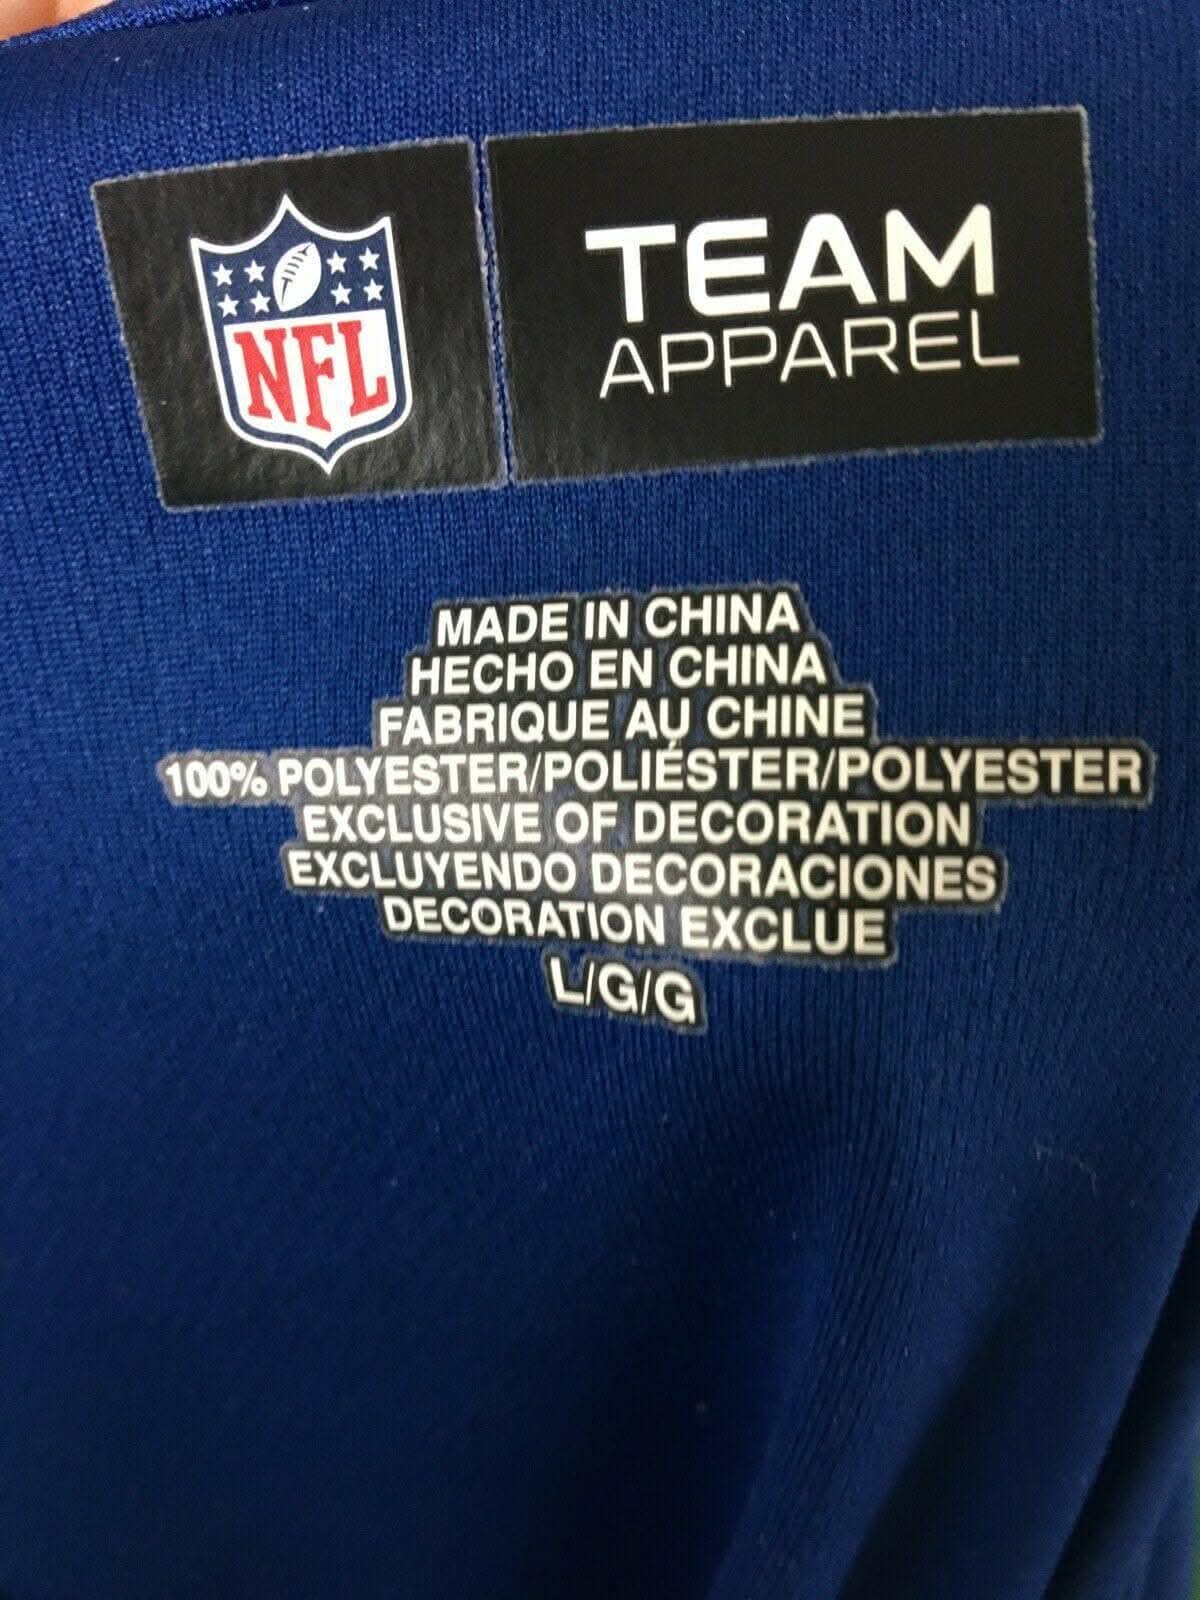 NFL
TEAM
APPAREL
MADE IN CHINA
HECHO EN CHINA
FABRIQUE AU CHINE
100% POLYESTER/POLIÉSTER/POLYESTER
EXCLUSIVE OF DECORATION
EXCLUYENDO DECORACIONES
DECORATION EXCLUE
L/G/G